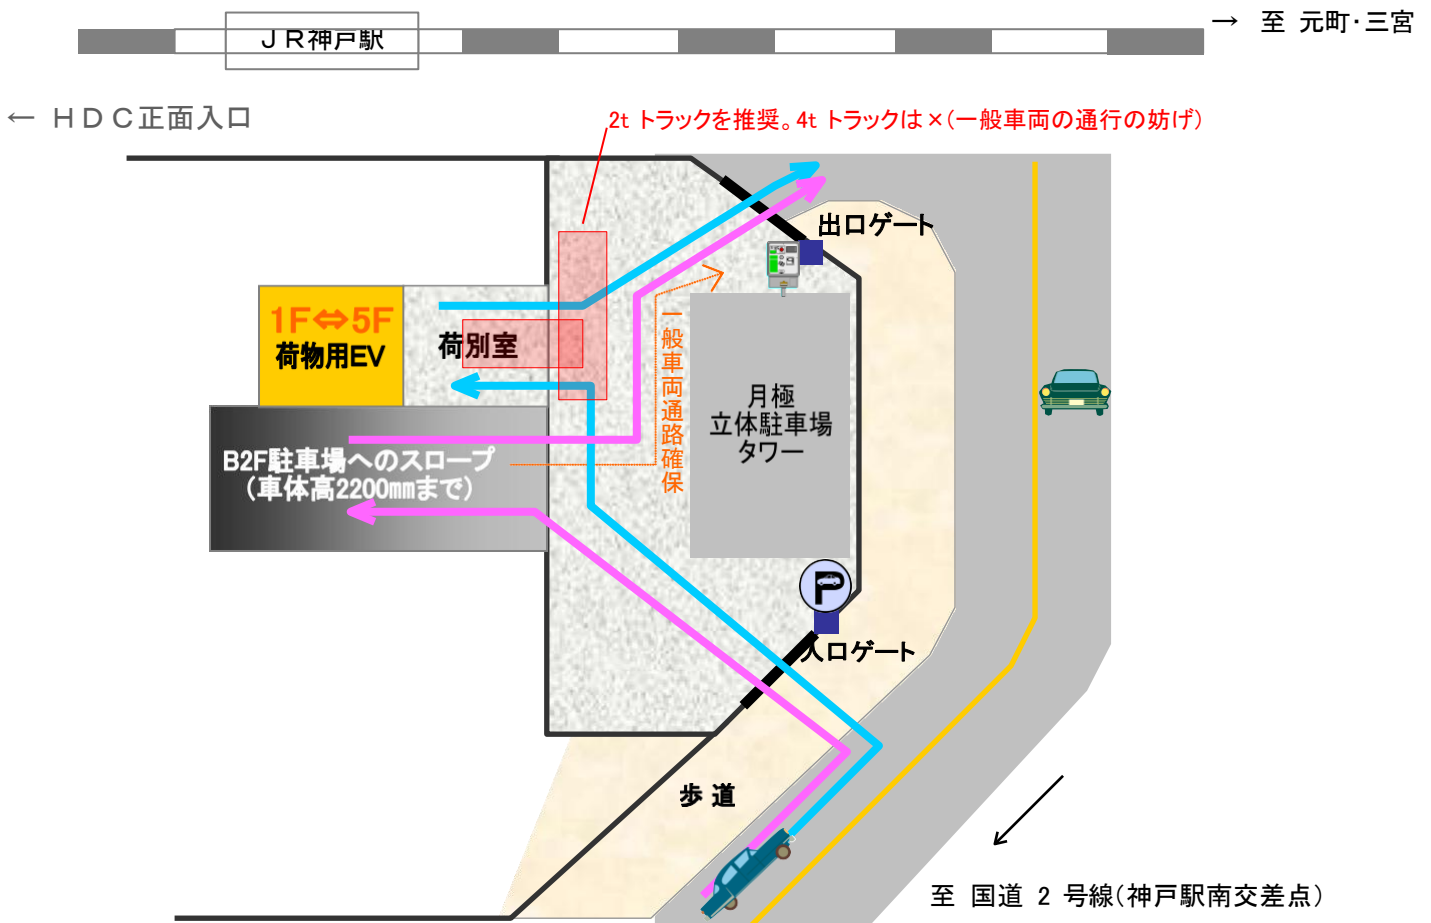 → 至 元町・三宮
JR神戸駅
← HDC正面入口
2t トラックを推奨。4t トラックは×(一般車両の通行の妨げ)
出口ゲート
1F⇔5F
荷物用EV
荷別室
一般車両通路確保
月極
立体駐車場
タワー
B2F駐車場へのスロープ
(車体高2200㎜まで)
P
入口ゲート
歩道
至 国道 2 号線(神戸駅南交差点)